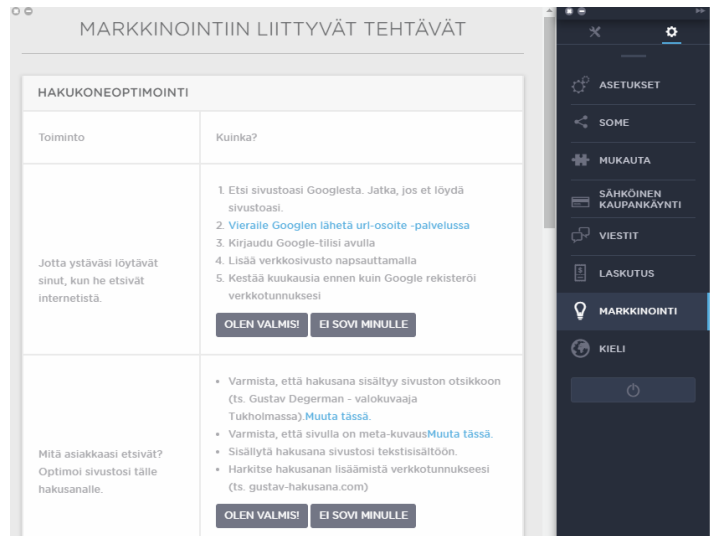 MARKKINOINTIIN LIITTYVÄT TEHTÄVÄT
HAKUKONEOPTIMOINTI
Toiminto
Kuinka?
Jotta ystäväsi löytävät
sinut, kun he etsivät
internetistä.
1. Etsi sivustoasi Googlesta. Jatka, jos et löydä
sivustoasi.
2. Vieraile Googlen lähetä url-osoite -palvelussa
3. Kirjaudu Google-tilisi avulla
4. Lisää verkkosivusto napsauttamalla
5. Kestää kuukausia ennen kuin Google rekisteröi
verkkotunnuksesi
OLEN VALMIS! EI SOVI MINULLE
Mitä asiakkaasi etsivät?
Optimoi sivustosi tälle
hakusanalle.
• Varmista, että hakusana sisältyy sivuston otsikkoon
(ts. Gustav Degerman - valokuvaaja
Tukholmassa).Muuta tässä.
• Varmista, että sivulla on meta-kuvausMuuta tässä.
• Sisällytä hakusana sivustosi tekstisisältöön.
• Harkitse hakusanan lisäämistä verkkotunnukseesi
(ts. gustav-hakusana.com)
OLEN VALMIS! EI SOVI MINULLE
ASETUKSET
SOME
MUKAUTA
SÄHKÖINEN
KAUPANKÄYNTI
VIESTIT
LASKUTUS
MARKKINOINTI
KIELI